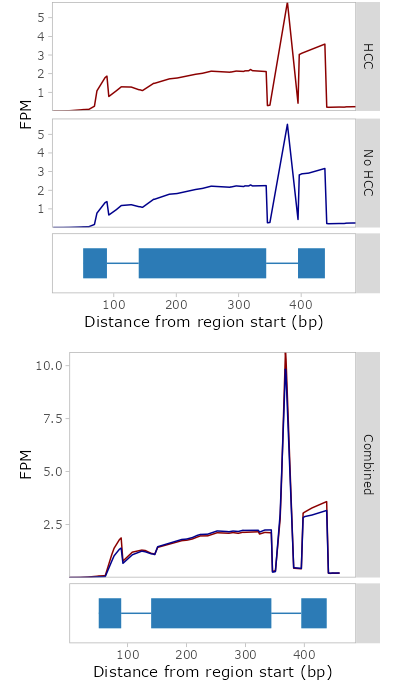 5
4
3
2
1
HCC
FPM
5
4
3
2
1
No HCC
100 200 300 400
Distance from region start (bp)
10.0
7.5
5.0
2.5
FPM
Combined
100 200 300 400
Distance from region start (bp)